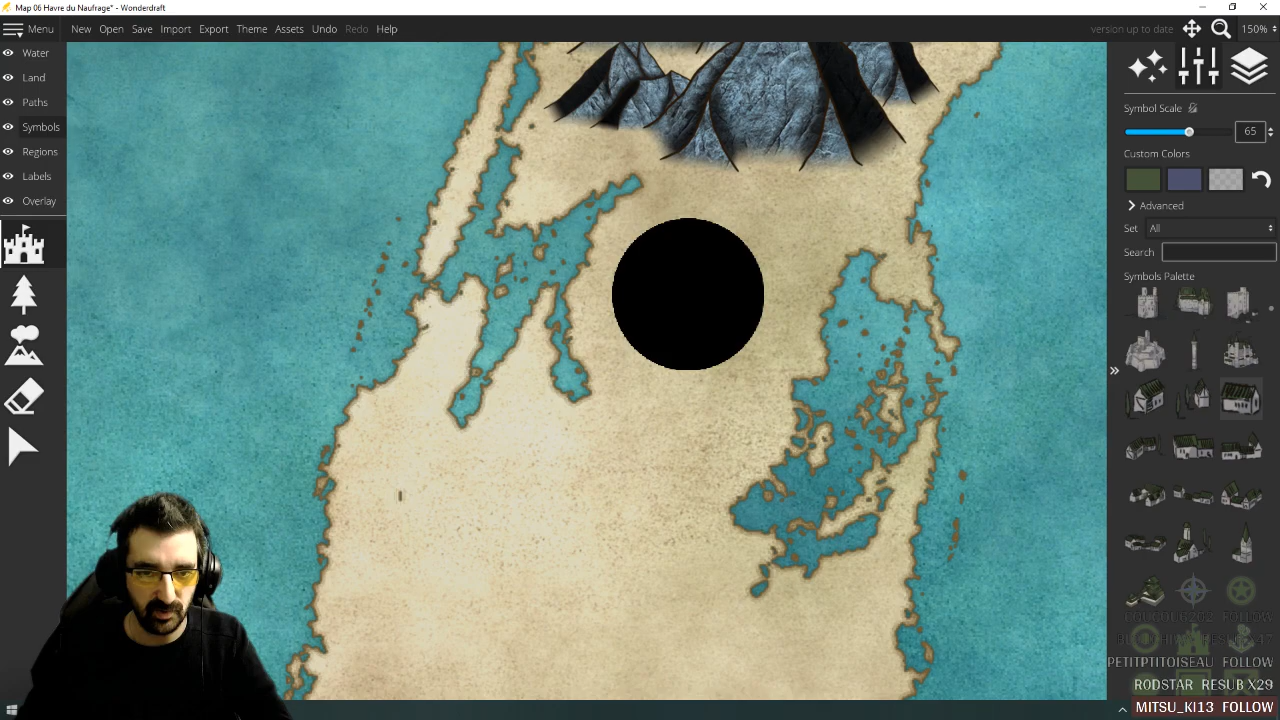 Map 06 Havre du Naufrage* - Wonderdraft
Menu New Open Save Import Export Theme Assets Undo Redo Help version up to date 150%
Water
Land
Paths
Symbols
Regions
Labels
Overlay
Symbol Scale
65
Custom Colors
Advanced
Set All
Search
Symbols Palette
PETITPTITOISEAU FOLLOW
RODSTAR RESUB X29
MITSU_KI13 FOLLOW